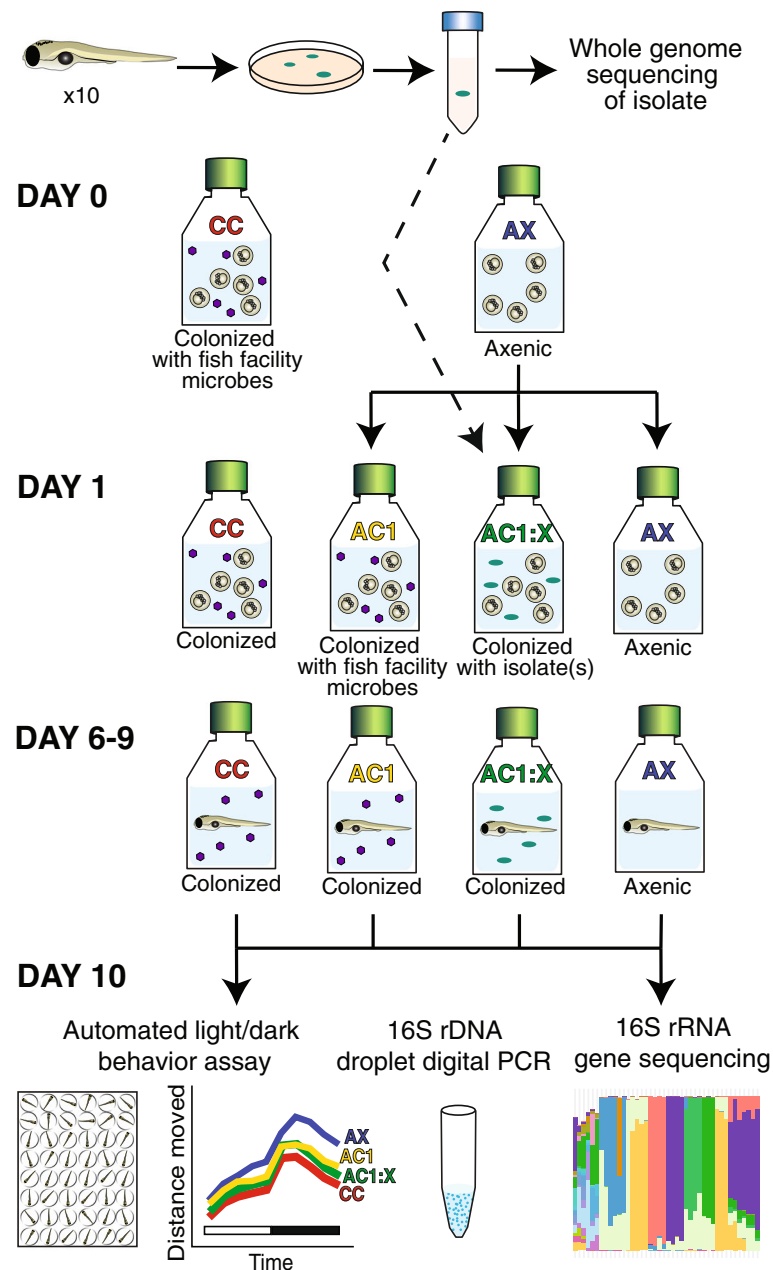 x10
Whole genome
sequencing
of isolate
DAY 0
CC
AX
Colonized
with fish facility
microbes
Axenic
DAY 1
CC
AC1
AC1:X
AX
Colonized
Colonized
with fish facility
microbes
Colonized
with isolate(s)
Axenic
DAY 6-9
CC
AC1
AC1:X
AX
Colonized
Colonized
Colonized
Axenic
DAY 10
Automated light/dark
behavior assay
16S rDNA
droplet digital PCR
16S rRNA
gene sequencing
Distance moved
AX
AC1
AC1:X
CC
Time